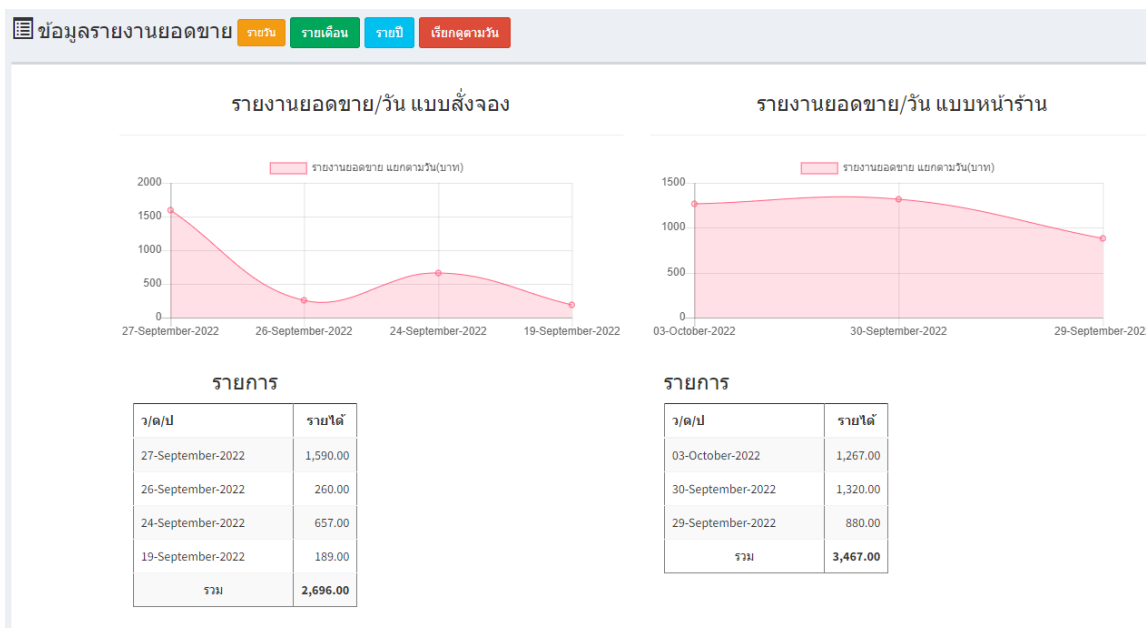 ข้อมูลรายงานยอดขาย รายวัน รายเดือน รายปี เรียกดูตามวัน
รายงานยอดขาย/วัน แบบสั่งจอง
รายงานยอดขาย แยกตามวัน(บาท)
2000
1500
1000
500
0
27-September-2022 26-September-2022 24-September-2022 19-September-2022
รายการ
ว/ด/ป รายได้
27-September-2022 1,590.00
26-September-2022 260.00
24-September-2022 657.00
19-September-2022 189.00
รวม 2,696.00
รายงานยอดขาย/วัน แบบหน้าร้าน
รายงานยอดขาย แยกตามวัน(บาท)
1500
1000
500
0
03-October-2022 30-September-2022 29-September-202
รายการ
ว/ด/ป รายได้
03-October-2022 1,267.00
30-September-2022 1,320.00
29-September-2022 880.00
รวม 3,467.00